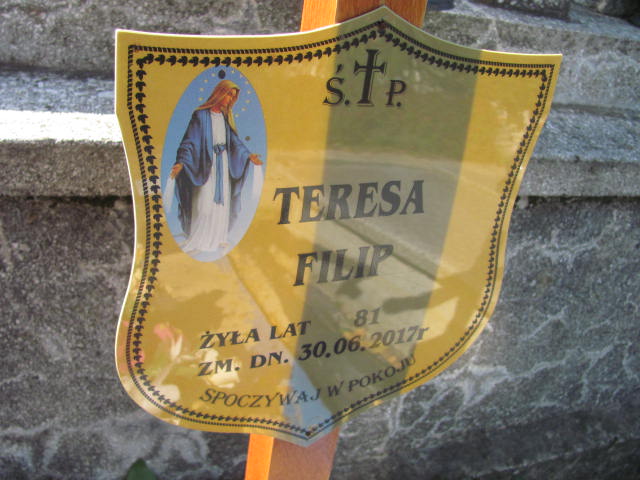 Ś.†P.
TERESA
FILIP
ŻYŁA LAT 81
ZM. DN. 30.06.2017r
SPOCZYWAJ W POKOJU